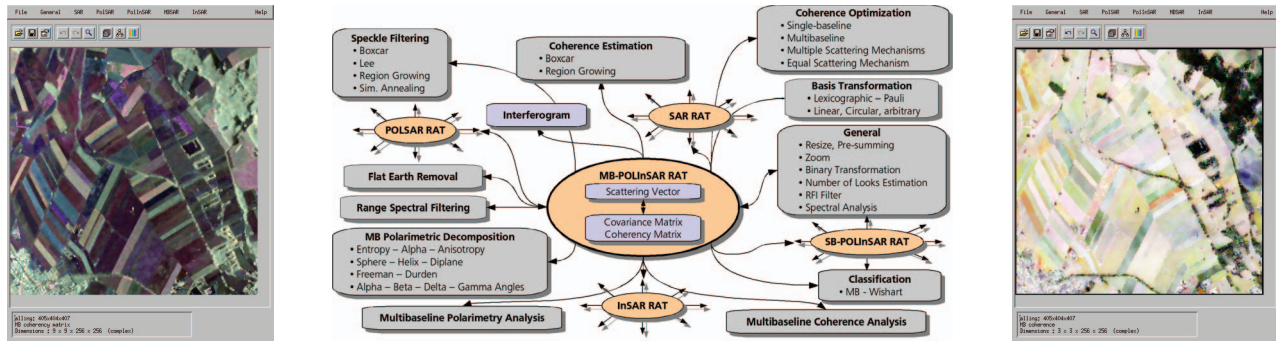 File General SAR PolSAR PolInSAR MBSAR InSAR Help
alling: 405x404x407
MB coherency matrix
Dimensions : 9 x 9 x 256 x 256 (complex)
Speckle Filtering
• Boxcar
• Lee
• Region Growing
• Sim. Annealing
Coherence Estimation
• Boxcar
• Region Growing
Coherence Optimization
• Single-baseline
• Multibaseline
• Multiple Scattering Mechanisms
• Equal Scattering Mechanism
Basis Transformation
• Lexicographic – Pauli
• Linear, Circular, arbitrary
Interferogram
SAR RAT
POLSAR RAT
General
• Resize, Pre-summing
• Zoom
• Binary Transformation
• Number of Looks Estimation
• RFI Filter
• Spectral Analysis
Flat Earth Removal
Range Spectral Filtering
MB-POLInSAR RAT
Scattering Vector
Covariance Matrix
Coherency Matrix
MB Polarimetric Decomposition
• Entropy – Alpha – Anisotropy
• Sphere – Helix – Diplane
• Freeman – Durden
• Alpha – Beta – Delta – Gamma Angles
SB-POLInSAR RAT
Classification
• MB - Wishart
InSAR RAT
Multibaseline Polarimetry Analysis
Multibaseline Coherence Analysis
File General SAR PolSAR PolInSAR MBSAR InSAR Help
alling: 405x404x407
MB coherence
Dimensions : 3 x 3 x 256 x 256 (complex)